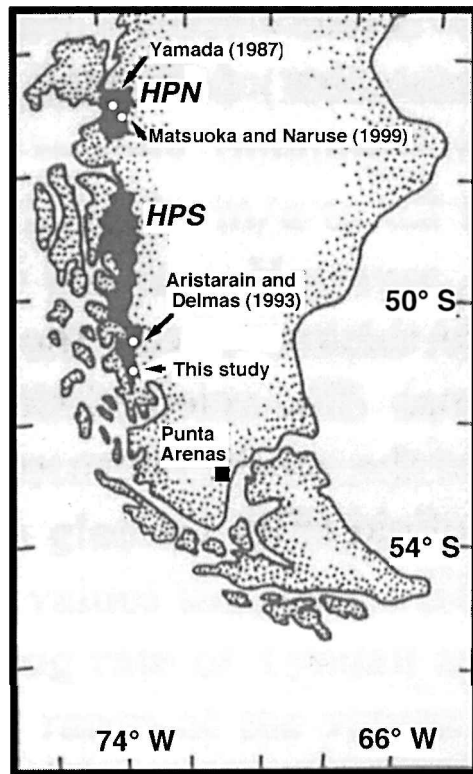 Yamada (1987)
HPN
Matsuoka and Naruse (1999)
HPS
Aristarain and
Delmas (1993)
50° S
This study
Punta
Arenas
54° S
74° W
66° W